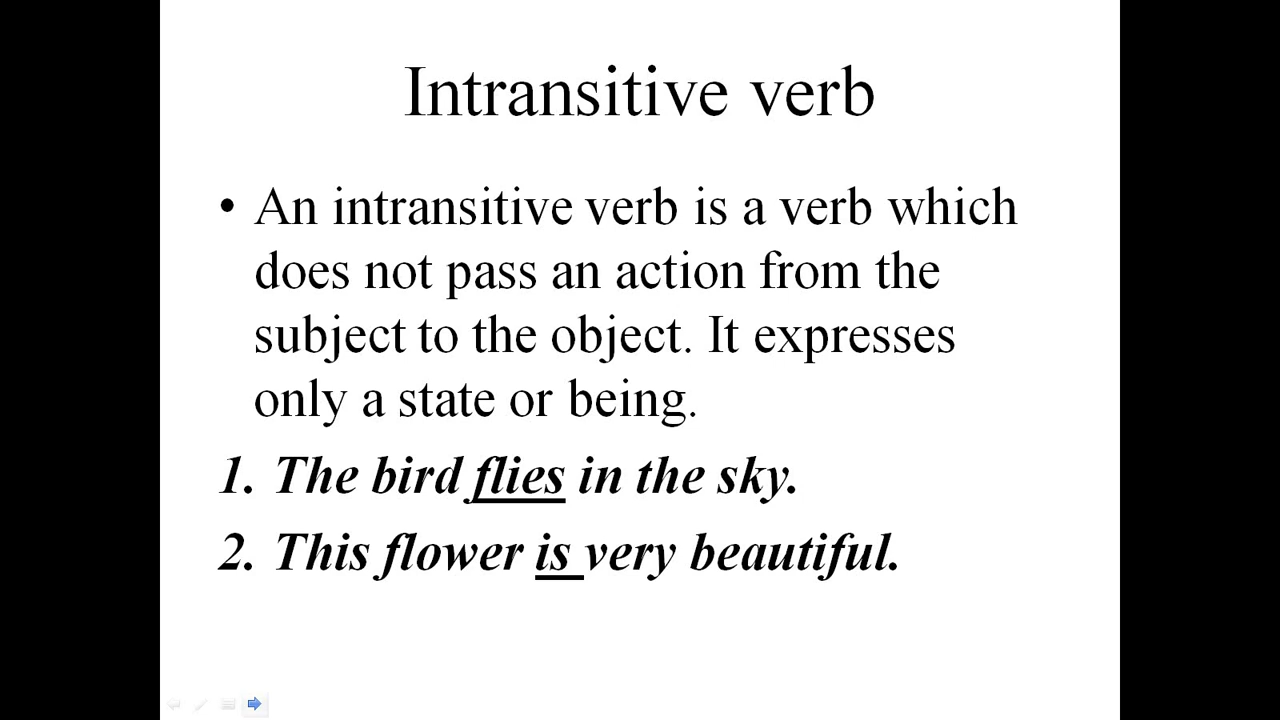 Intransitive verb
• An intransitive verb is a verb which
does not pass an action from the
subject to the object. It expresses
only a state or being.
1. The bird flies in the sky.
2. This flower is very beautiful.